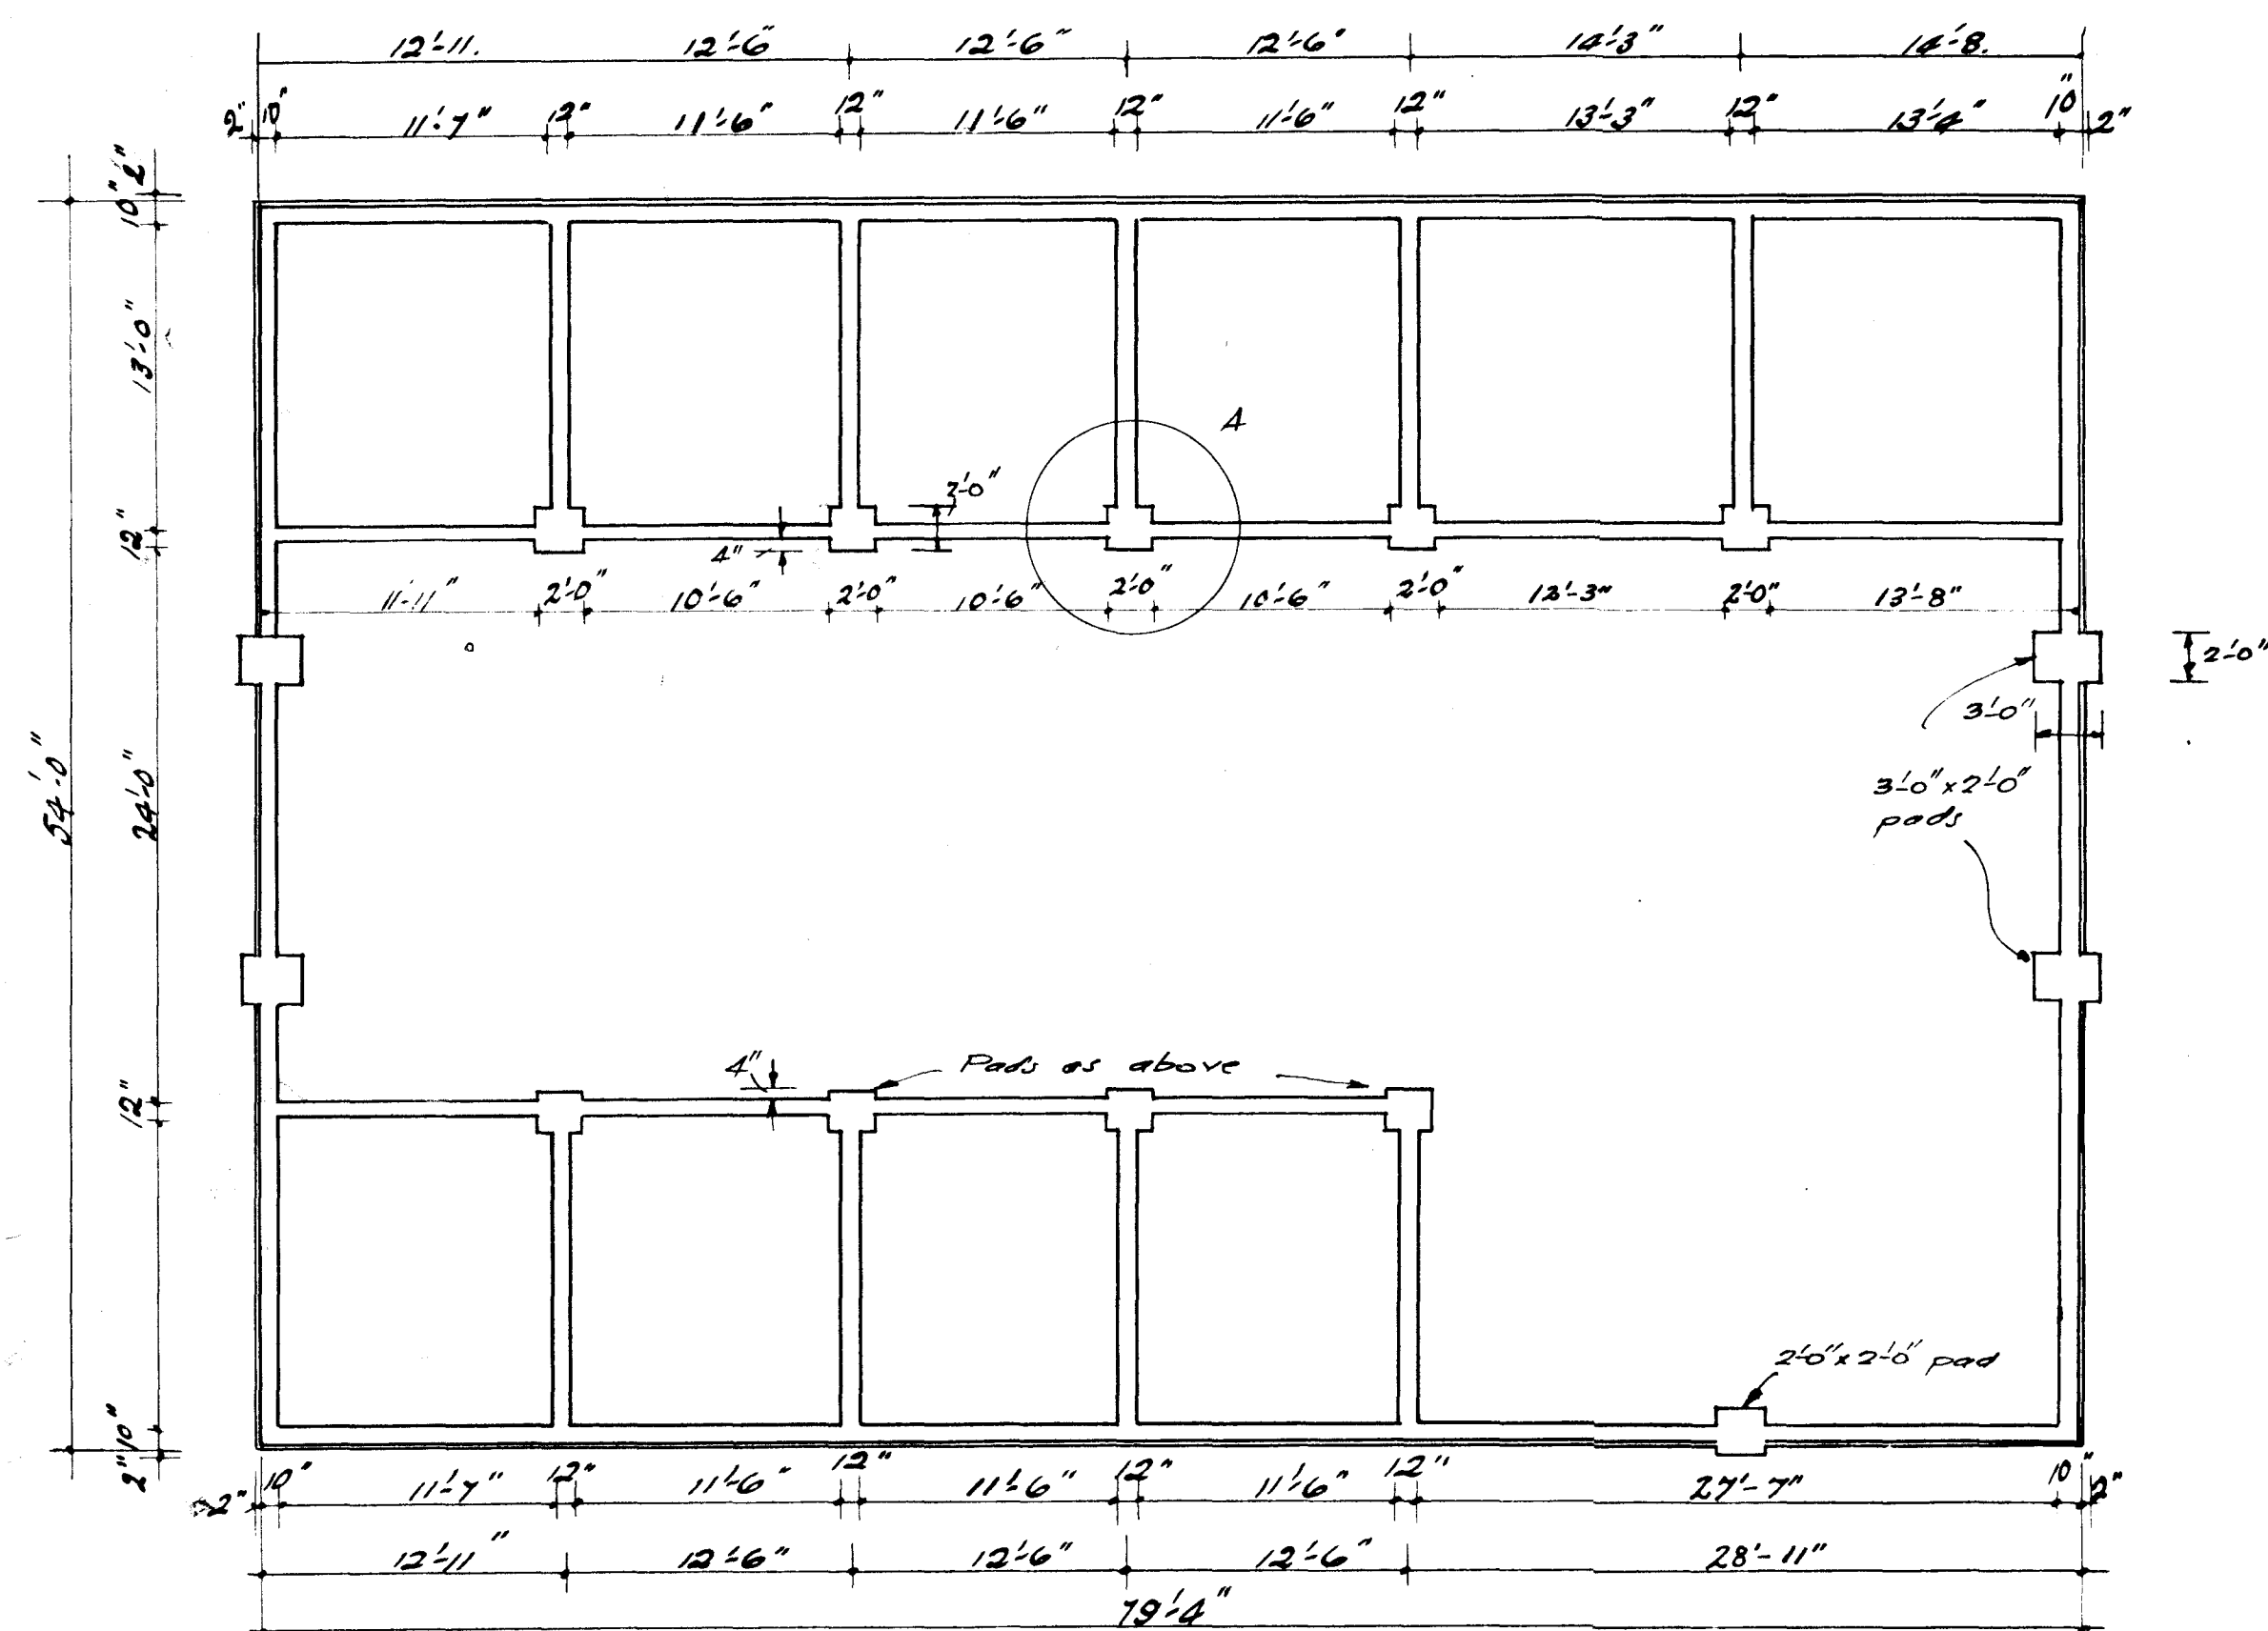 12'-11. 12'-6" 12'-6" 12'-6" 14'-3" 14'-8.
2" 10" 11'-7" 12" 11'-6" 12" 11'-6" 12" 11'-6" 12" 13'-3" 12" 13'-4" 10" 2"
2"
10"
13'-0"
12"
24'-0"
54'-0"
12"
10"
2"
A
2'-0"
4"
11'-11" 2'-0" 10'-6" 2'-0" 10'-6" 2'-0" 10'-6" 2'-0" 12'-3" 2'-0" 13'-8"
2'-0"
3'-0"
3'-0" x 2'-0"
pads
4" Pads as above
2'-0" x 2'-0" pad
2" 10" 11'-7" 12" 11'-6" 12" 11'-6" 12" 11'-6" 12" 27'-7" 10" 2"
12'-11" 12'-6" 12'-6" 12'-6" 28'-11"
79'-4"